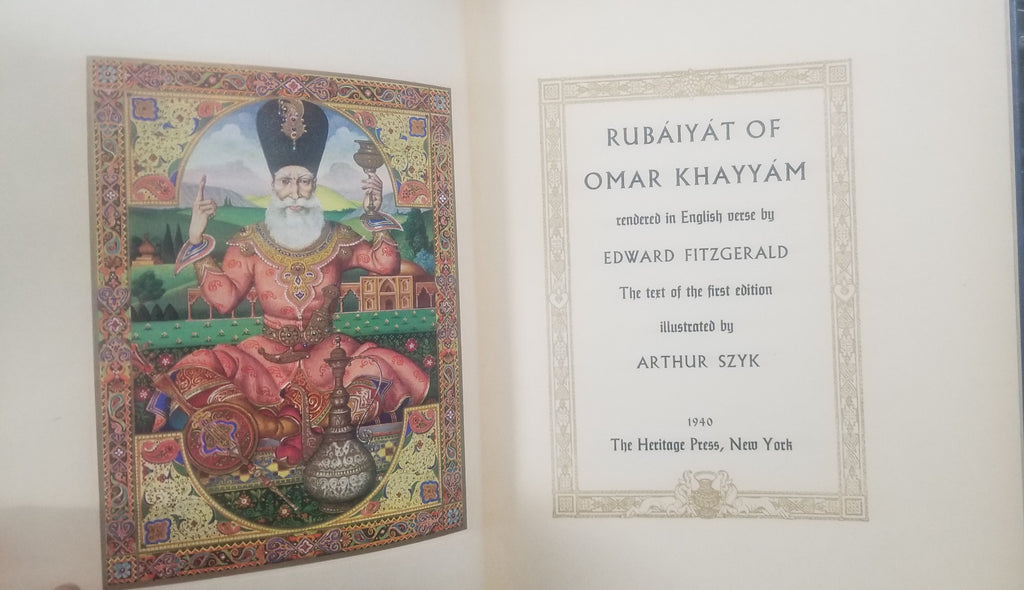 RUBÁIYÁT OF
OMAR KHAYYÁM
rendered in English verse by
EDWARD FITZGERALD
The text of the first edition
illustrated by
ARTHUR SZYK
1940
The Heritage Press, New York